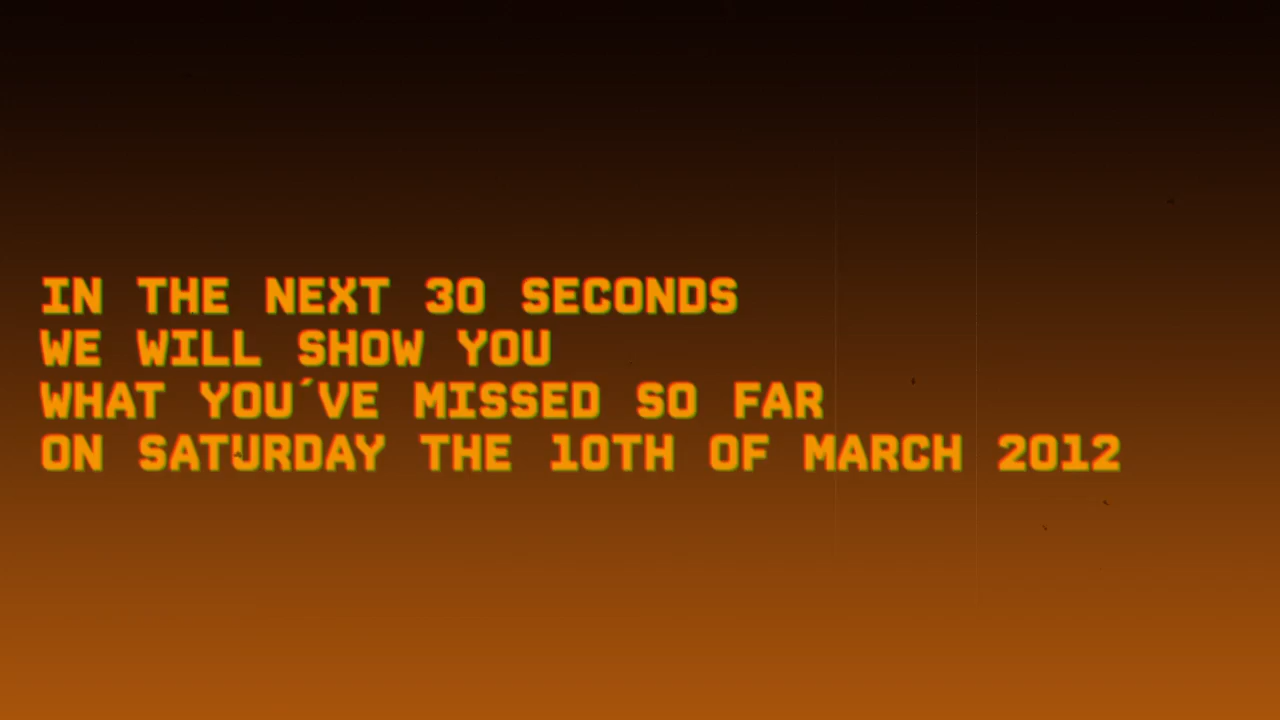 IN THE NEXT 30 SECONDS
WE WILL SHOW YOU
WHAT YOU´VE MISSED SO FAR
ON SATURDAY THE 10TH OF MARCH 2012